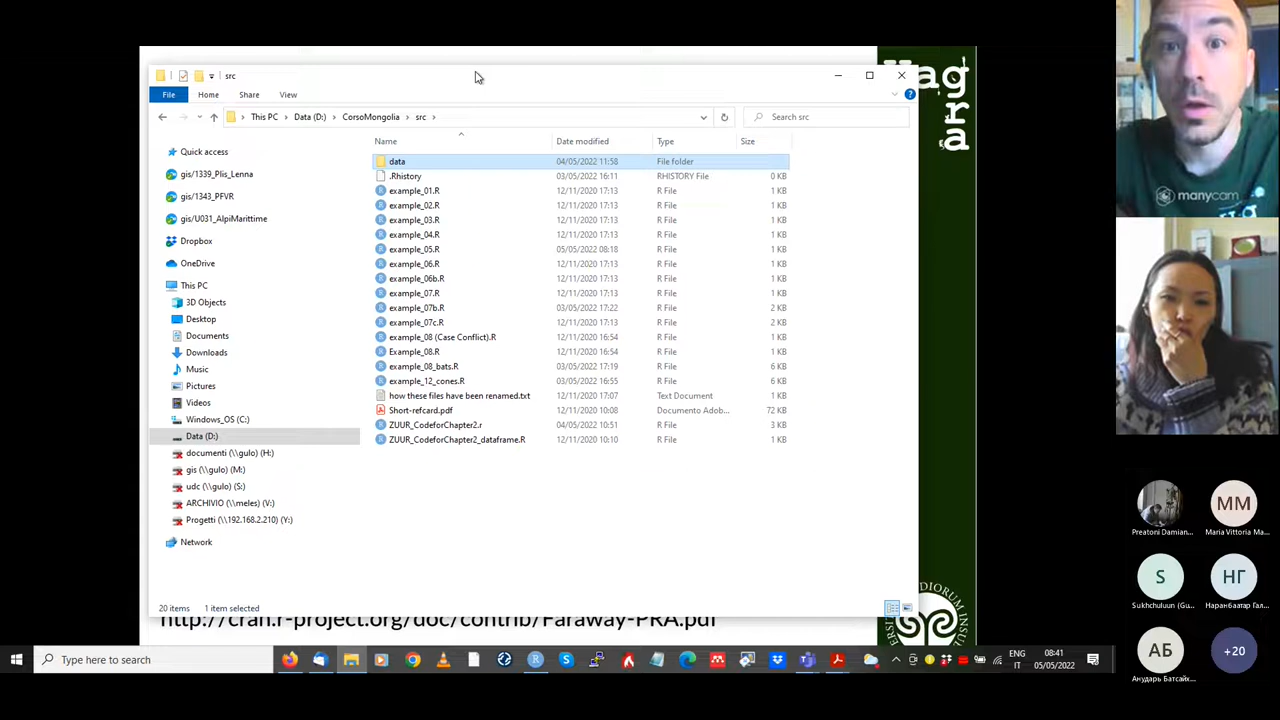 src
File
Home
Share
View
This PC
Data (D:)
CorsoMongolia
src
Search src
Name
Date modified
Type
Size
Quick access
gis/1339_Plis_Lenna
gis/1343_PFVR
gis/U031_AlpiMarittime
Dropbox
OneDrive
This PC
3D Objects
Desktop
Documents
Downloads
Music
Pictures
Videos
Windows_OS (C:)
Data (D:)
documenti (\\gulo) (H:)
gis (\\gulo) (M:)
udc (\\gulo) (S:)
ARCHIVIO (\\meles) (V:)
Progetti (\\192.168.2.210) (Y:)
Network
data 04/05/2022 11:58 File folder
.Rhistory 03/05/2022 16:11 RHISTORY File 0 KB
example_01.R 12/11/2020 17:13 R File 1 KB
example_02.R 12/11/2020 17:13 R File 1 KB
example_03.R 12/11/2020 17:13 R File 1 KB
example_04.R 12/11/2020 17:13 R File 1 KB
example_05.R 05/05/2022 08:18 R File 1 KB
example_06.R 12/11/2020 17:13 R File 1 KB
example_06b.R 12/11/2020 17:13 R File 1 KB
example_07.R 12/11/2020 17:13 R File 1 KB
example_07b.R 03/05/2022 17:22 R File 2 KB
example_07c.R 12/11/2020 17:13 R File 2 KB
example_08 (Case Conflict).R 12/11/2020 16:54 R File 1 KB
Example_08.R 12/11/2020 16:54 R File 1 KB
example_08_bats.R 03/05/2022 17:19 R File 6 KB
example_12_cones.R 03/05/2022 16:55 R File 6 KB
how these files have been renamed.txt 12/11/2020 17:07 Text Document 1 KB
Short-refcard.pdf 12/11/2020 10:08 Documento Adob... 72 KB
ZUUR_CodeforChapter2.r 04/05/2022 10:51 R File 3 KB
ZUUR_CodeforChapter2_dataframe.R 12/11/2020 10:10 R File 1 KB
20 items
1 item selected
http://cran.r-project.org/doc/contrib/Faraway-PRA.pdf
Type here to search
ENG
IT
08:41
05/05/2022
manycam
Preatoni Damian...
MM
Maria Vittoria Ma...
S
Sukhchuluun (Gu...
НГ
Наранбаатар Гал...
АБ
Анударь Батсайх...
+20